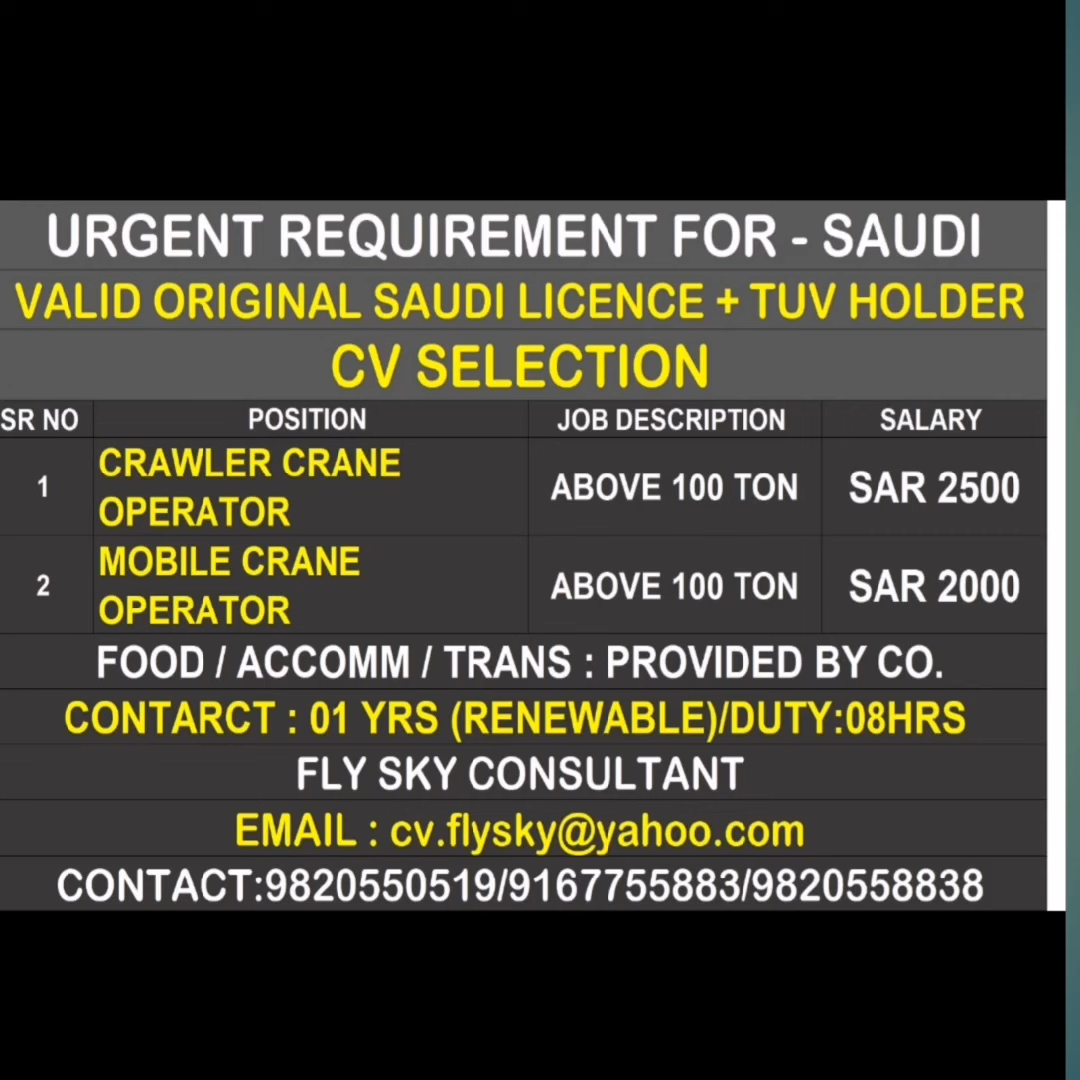 URGENT REQUIREMENT FOR - SAUDI
VALID ORIGINAL SAUDI LICENCE + TUV HOLDER
CV SELECTION
SR NO POSITION JOB DESCRIPTION SALARY
1 CRAWLER CRANE OPERATOR ABOVE 100 TON SAR 2500
2 MOBILE CRANE OPERATOR ABOVE 100 TON SAR 2000
FOOD / ACCOMM / TRANS : PROVIDED BY CO.
CONTARCT : 01 YRS (RENEWABLE)/DUTY:08HRS
FLY SKY CONSULTANT
EMAIL : cv.flysky@yahoo.com
CONTACT:9820550519/9167755883/9820558838